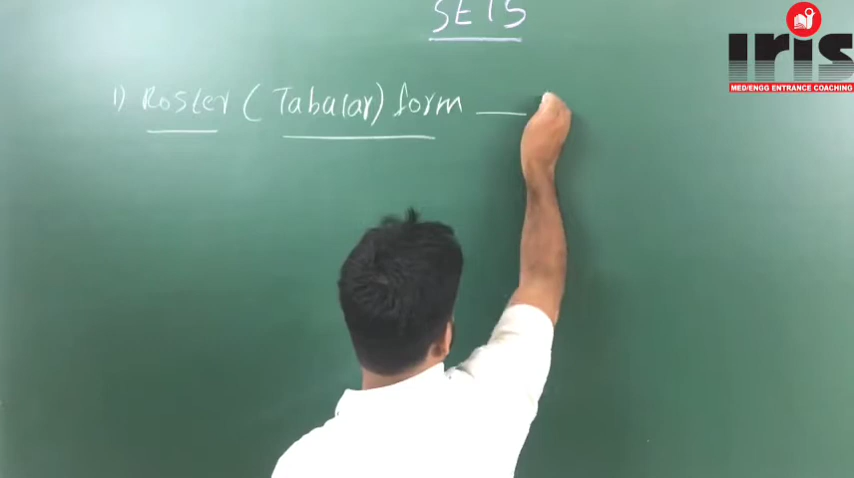 SETS
iris
MED/ENGG ENTRANCE COACHING
1) Roster (Tabular) form